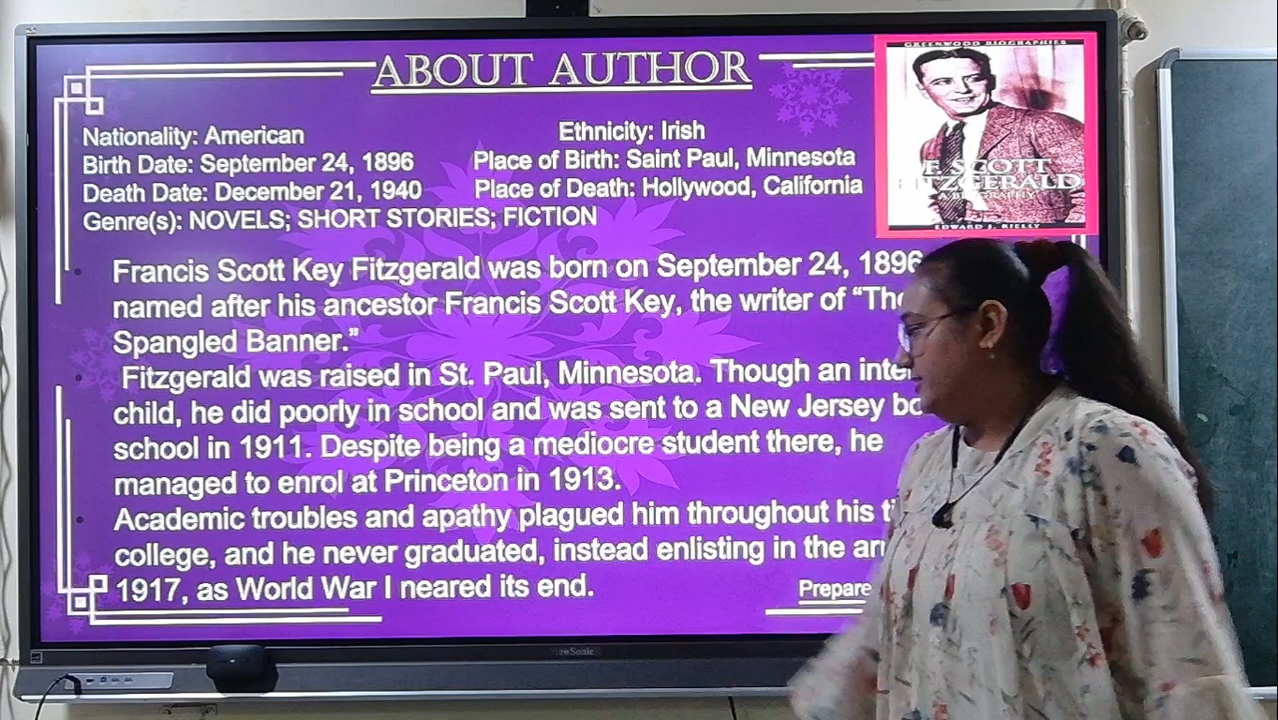 ABOUT AUTHOR
GREENWOOD BIOGRAPHIES
Nationality: American Ethnicity: Irish
Birth Date: September 24, 1896 Place of Birth: Saint Paul, Minnesota
Death Date: December 21, 1940 Place of Death: Hollywood, California
Genre(s): NOVELS; SHORT STORIES; FICTION
F. SCOTT
FITZGERALD
EDWARD J. RIELLY
Francis Scott Key Fitzgerald was born on September 24, 1896
named after his ancestor Francis Scott Key, the writer of “The
Spangled Banner.”
Fitzgerald was raised in St. Paul, Minnesota. Though an
child, he did poorly in school and was sent to a New Jersey
school in 1911. Despite being a mediocre student there, he
managed to enrol at Princeton in 1913.
Academic troubles and apathy plagued him throughout his
college, and he never graduated, instead enlisting in the
1917, as World War I neared its end.
ViewSonic